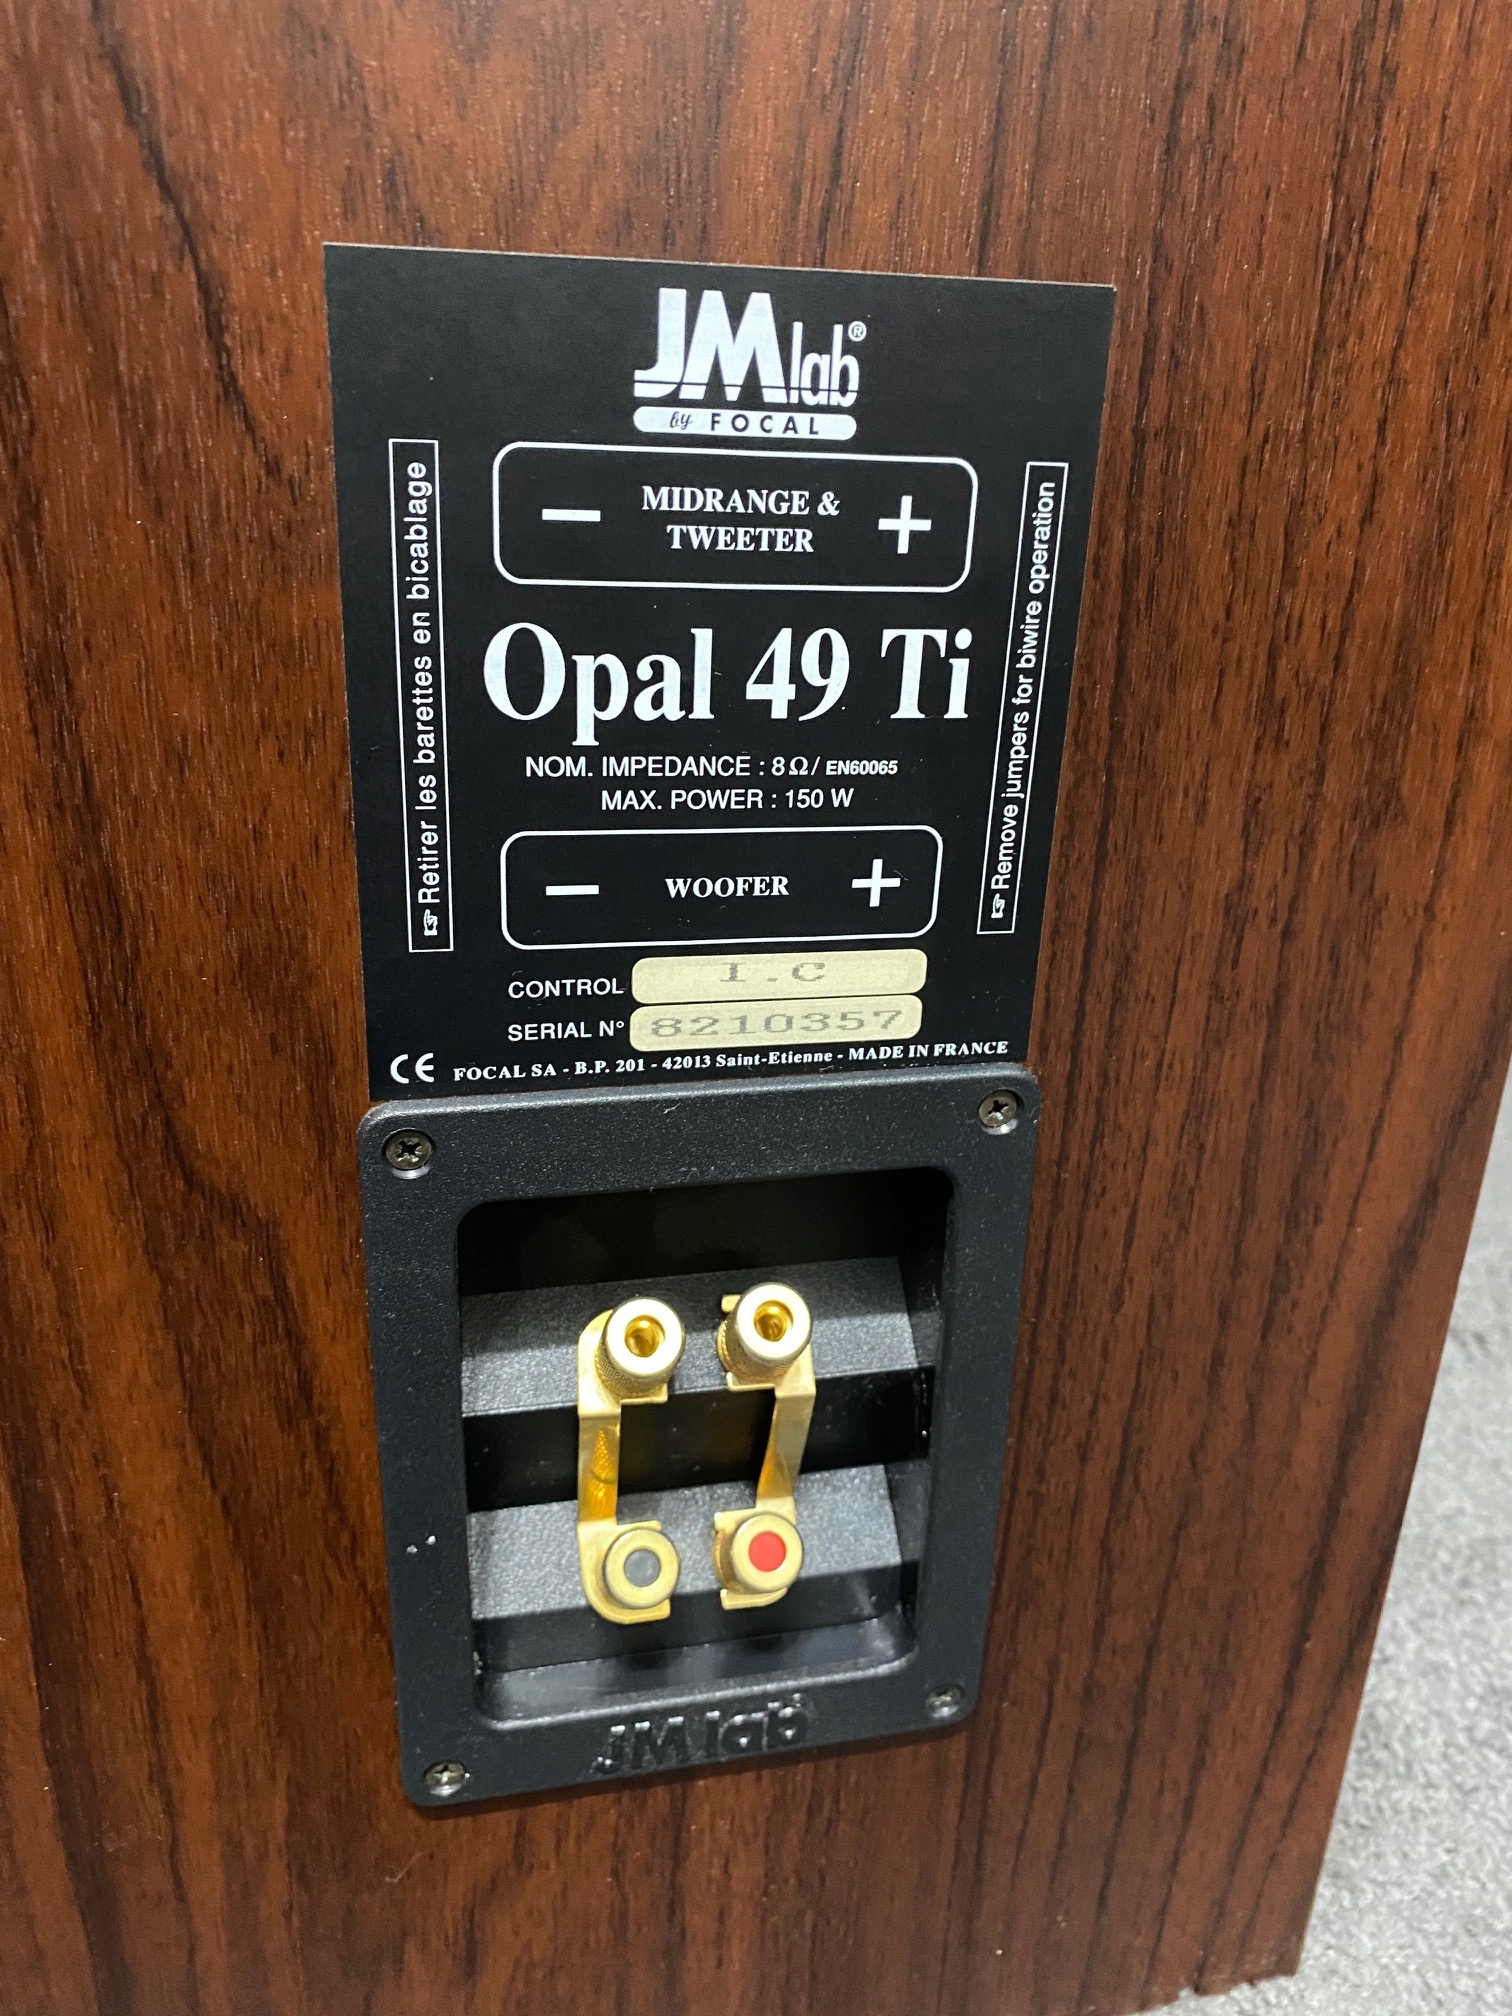 JMlab®
by FOCAL
☞ Retirer les barettes en bicablage
− MIDRANGE & +
TWEETER
☞ Remove jumpers for biwire operation
Opal 49 Ti
NOM. IMPEDANCE : 8Ω/ EN60065
MAX. POWER : 150 W
− WOOFER +
CONTROL I.C
SERIAL N° 8210357
CE FOCAL SA - B.P. 201 - 42013 Saint-Etienne - MADE IN FRANCE
JMlab